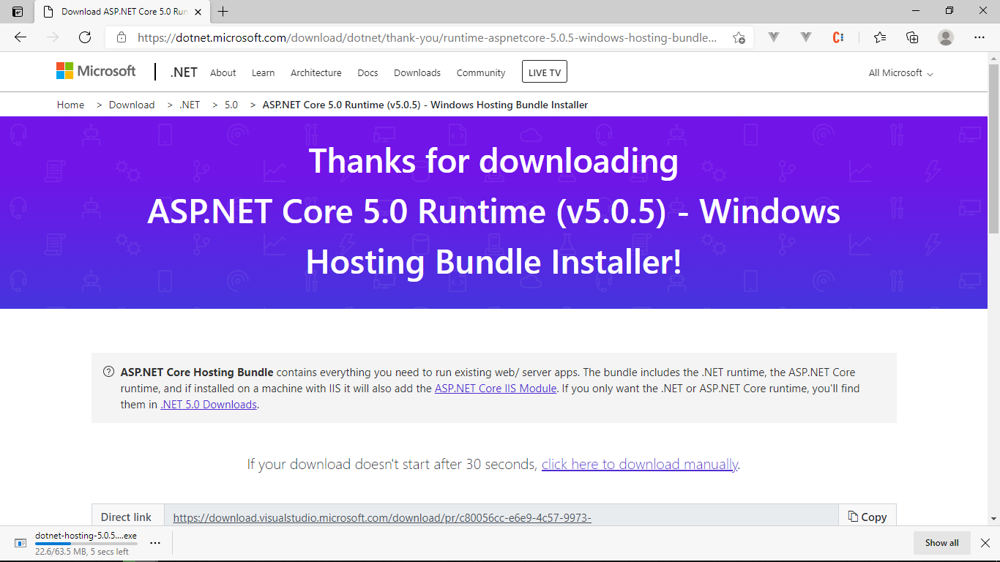 Download ASP.NET Core 5.0 Run
https://dotnet.microsoft.com/download/dotnet/thank-you/runtime-aspnetcore-5.0.5-windows-hosting-bundle...
Microsoft .NET About Learn Architecture Docs Downloads Community LIVE TV All Microsoft
Home > Download > .NET > 5.0 > ASP.NET Core 5.0 Runtime (v5.0.5) - Windows Hosting Bundle Installer
Thanks for downloading
ASP.NET Core 5.0 Runtime (v5.0.5) - Windows
Hosting Bundle Installer!
ASP.NET Core Hosting Bundle contains everything you need to run existing web/ server apps. The bundle includes the .NET runtime, the ASP.NET Core
runtime, and if installed on a machine with IIS it will also add the ASP.NET Core IIS Module. If you only want the .NET or ASP.NET Core runtime, you'll find
them in .NET 5.0 Downloads.
If your download doesn't start after 30 seconds, click here to download manually.
Direct link https://download.visualstudio.microsoft.com/download/pr/c80056cc-e6e9-4c57-9973- Copy
dotnet-hosting-5.0.5....exe
22.6/63.5 MB, 5 secs left
Show all